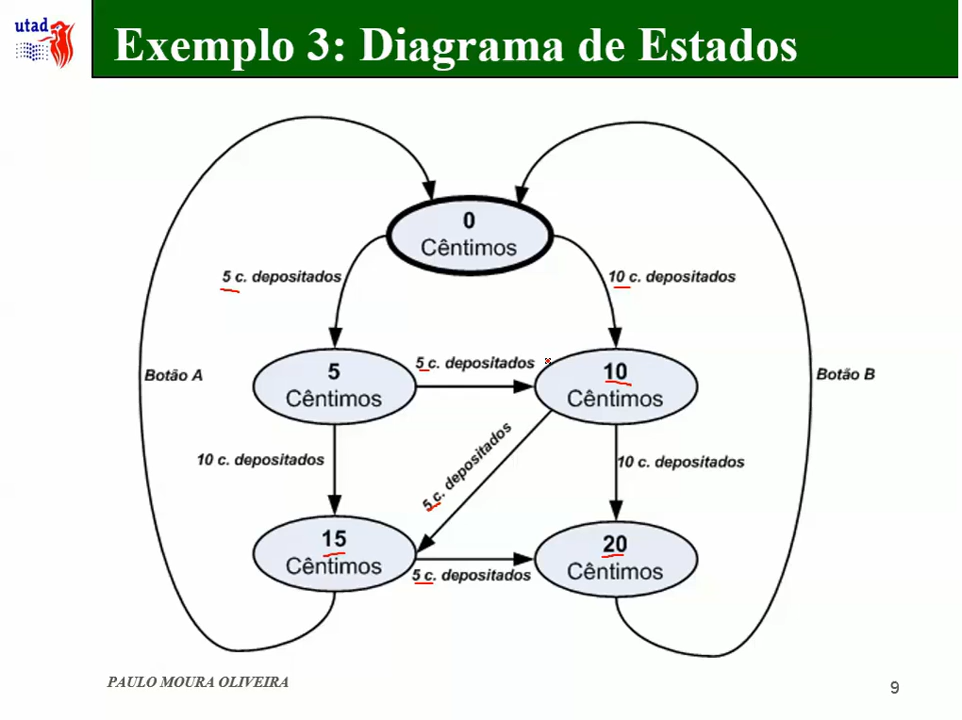 utad
Exemplo 3: Diagrama de Estados
0
Cêntimos
5 c. depositados
10 c. depositados
Botão A
5
Cêntimos
5 c. depositados
10
Cêntimos
Botão B
10 c. depositados
5 c. depositados
10 c. depositados
15
Cêntimos
5 c. depositados
20
Cêntimos
PAULO MOURA OLIVEIRA
9